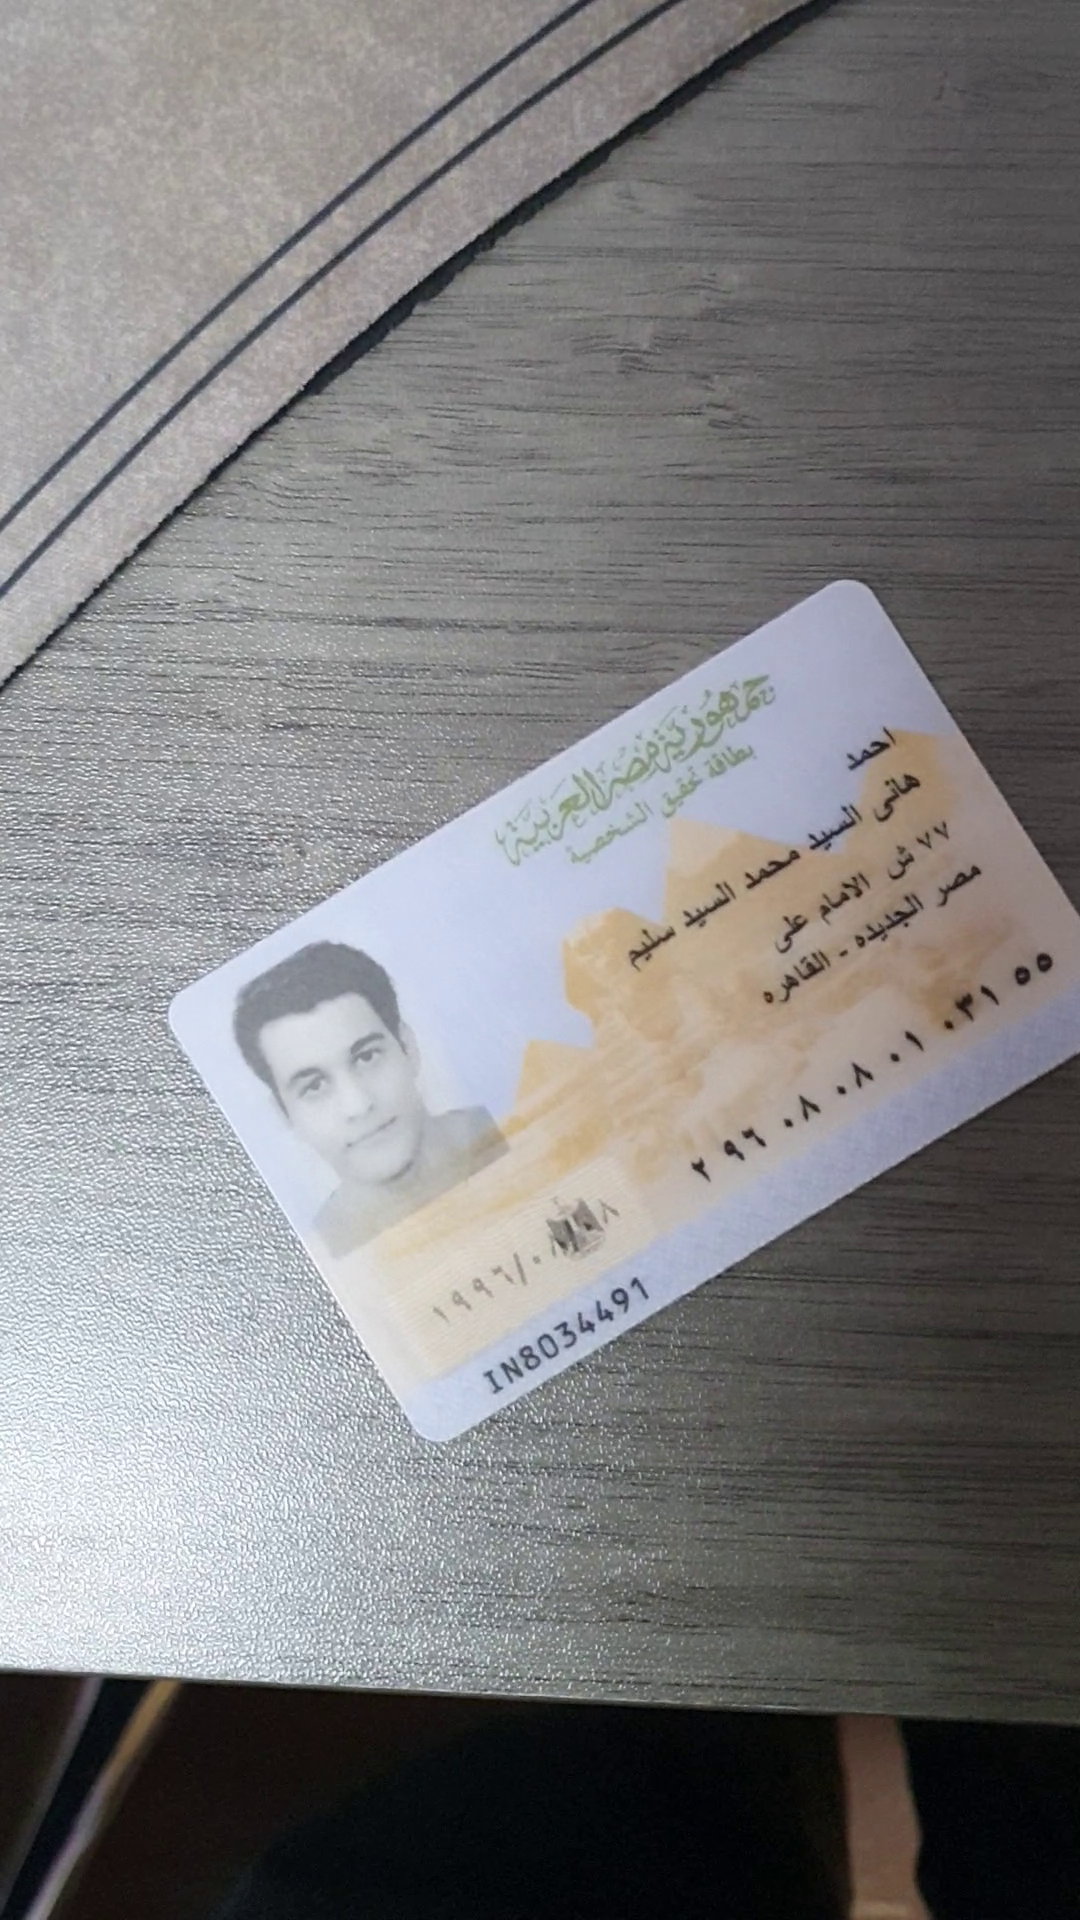 جمهورية مصر العربية
بطاقة تحقيق الشخصية
احمد
هانى السيد محمد السيد سليم
٧٧ ش الامام على
مصر الجديده - القاهره
٢٩٦٠٨٠٨٠١٠٣١٥٥
١٩٩٦/٠٨/٠٨
IN8034491